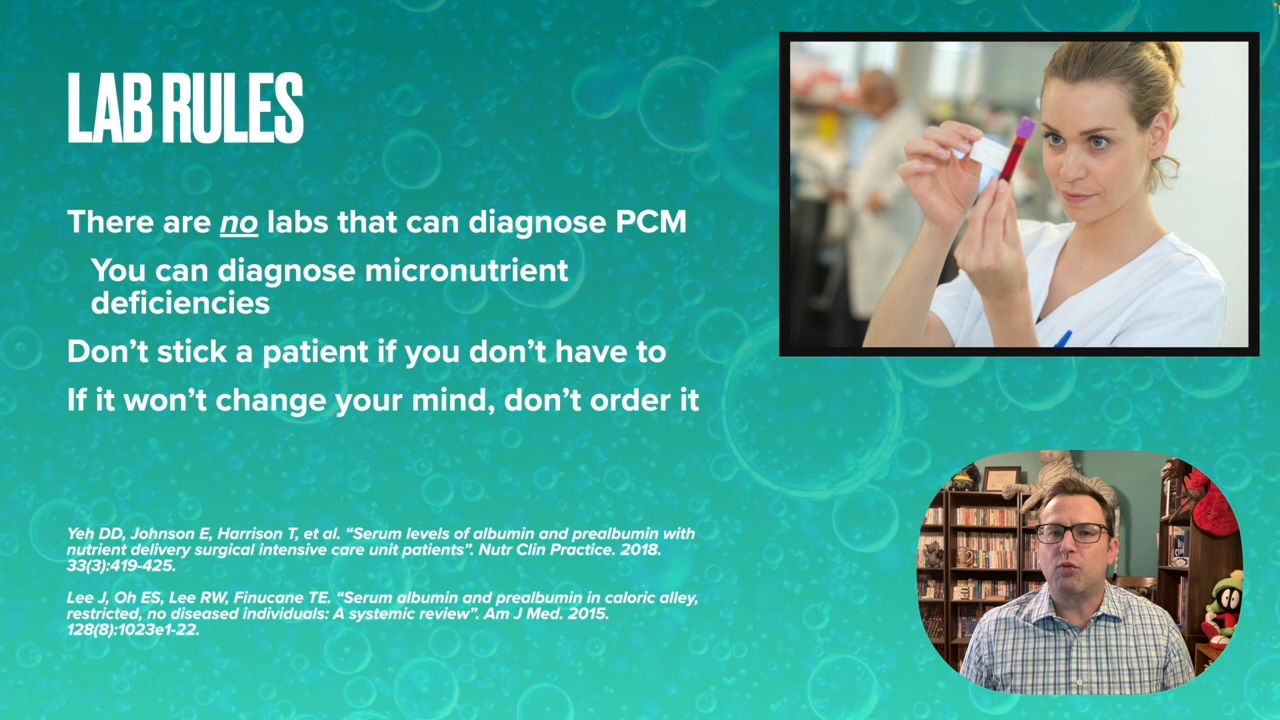 LAB RULES
There are no labs that can diagnose PCM
You can diagnose micronutrient
deficiencies
Don’t stick a patient if you don’t have to
If it won’t change your mind, don’t order it
Yeh DD, Johnson E, Harrison T, et al. “Serum levels of albumin and prealbumin with
nutrient delivery surgical intensive care unit patients”. Nutr Clin Practice. 2018.
33(3):419-425.
Lee J, Oh ES, Lee RW, Finucane TE. “Serum albumin and prealbumin in caloric alley,
restricted, no diseased individuals: A systemic review”. Am J Med. 2015.
128(8):1023e1-22.